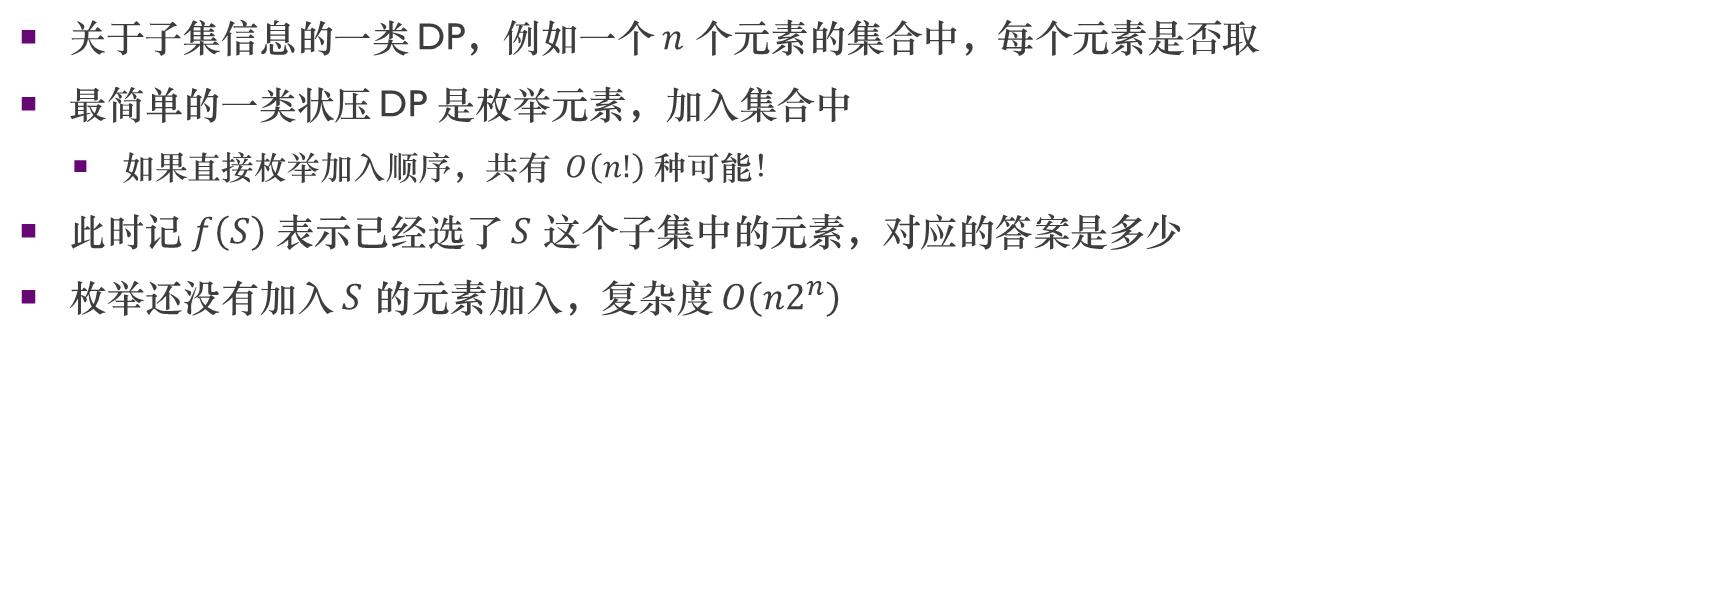 ▪ 关于子集信息的一类 DP，例如一个 n 个元素的集合中，每个元素是否取
▪ 最简单的一类状压 DP 是枚举元素，加入集合中
▪ 如果直接枚举加入顺序，共有 O(n!) 种可能！
▪ 此时记 f(S) 表示已经选了 S 这个子集中的元素，对应的答案是多少
▪ 枚举还没有加入 S 的元素加入，复杂度 O(n2ⁿ)